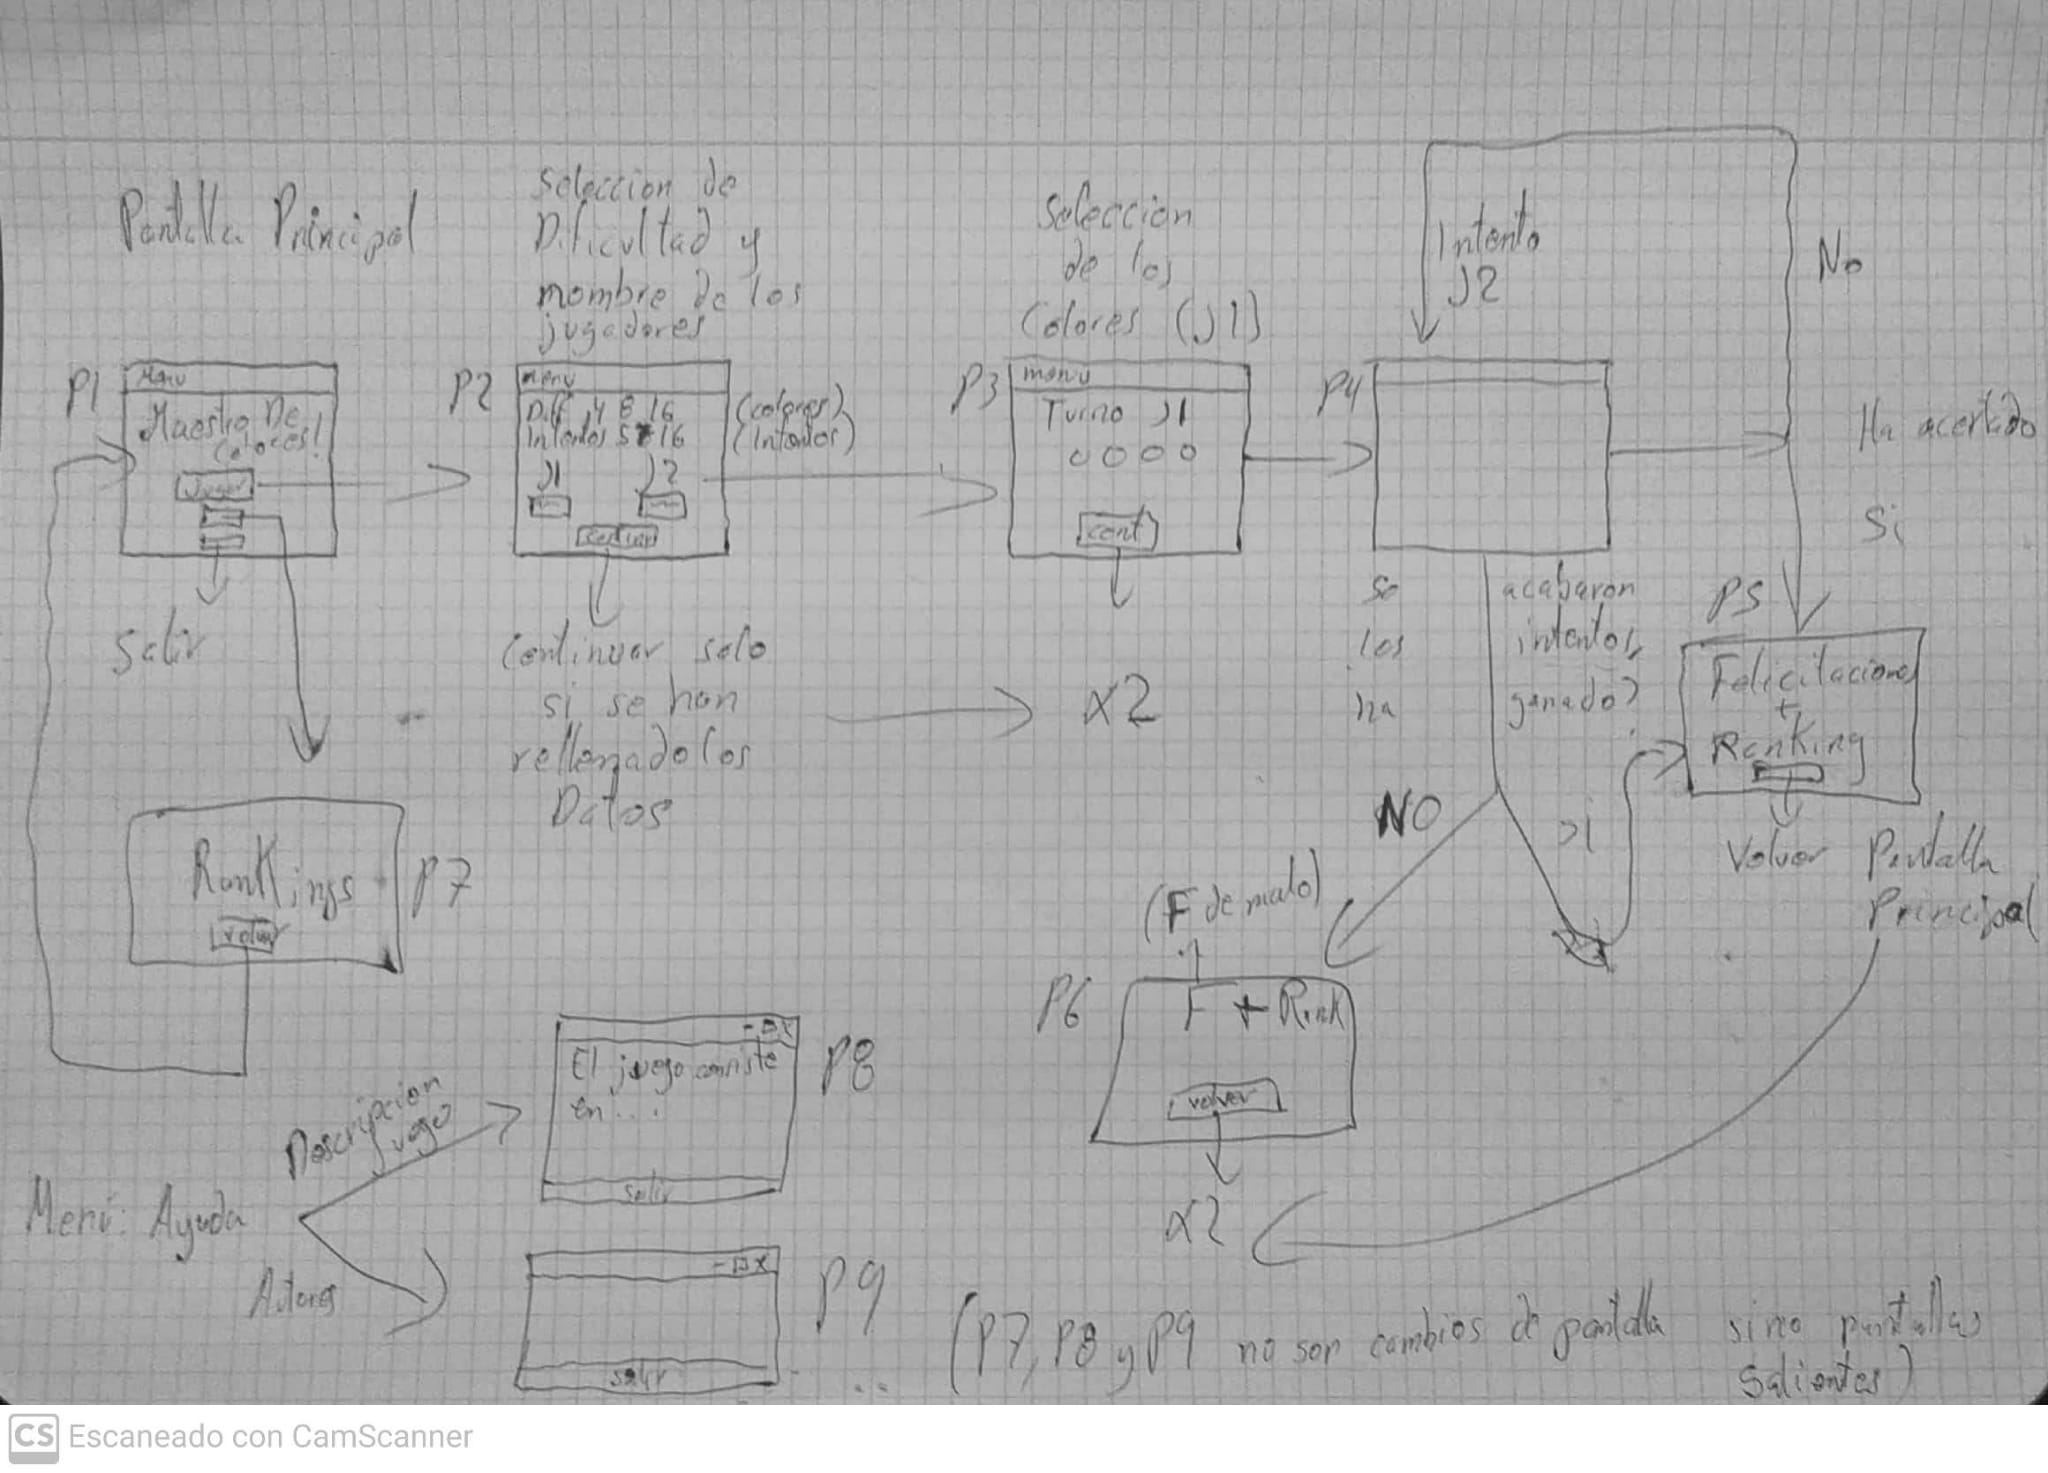 Pantalla Principal
Seleccion de
Dificultad y
nombre de los
jugadores
Seleccion
de los
Colores (J1)
Intento
J2
No
P1
Menu
Maestro De
Colores!
Jugar
Salir
P2
menu
Diff 4 8 16
Intentos 5 8 16
J1 J2
(colores)
(Intentos)
Continuar solo
si se han
rellenado los
Datos
P3
menu
Turno J1
cont
x2
P4
Ha acertado
Si
se acabaron
los intentos,
ha ganado?
NO
Si
P5
Felicitaciones
+
Ranking
Volver Pantalla
Principal
Rankings
volver
P7
(F de malo)
P6
F + Rank
volver
x2
Menú: Ayuda
Descripcion
juego
P8
- □ X
El juego consiste
en...
salir
Autores
P9
- □ X
salir
(P7, P8 y P9 no son cambios de pantalla sino pantallas
salientes)
CS Escaneado con CamScanner